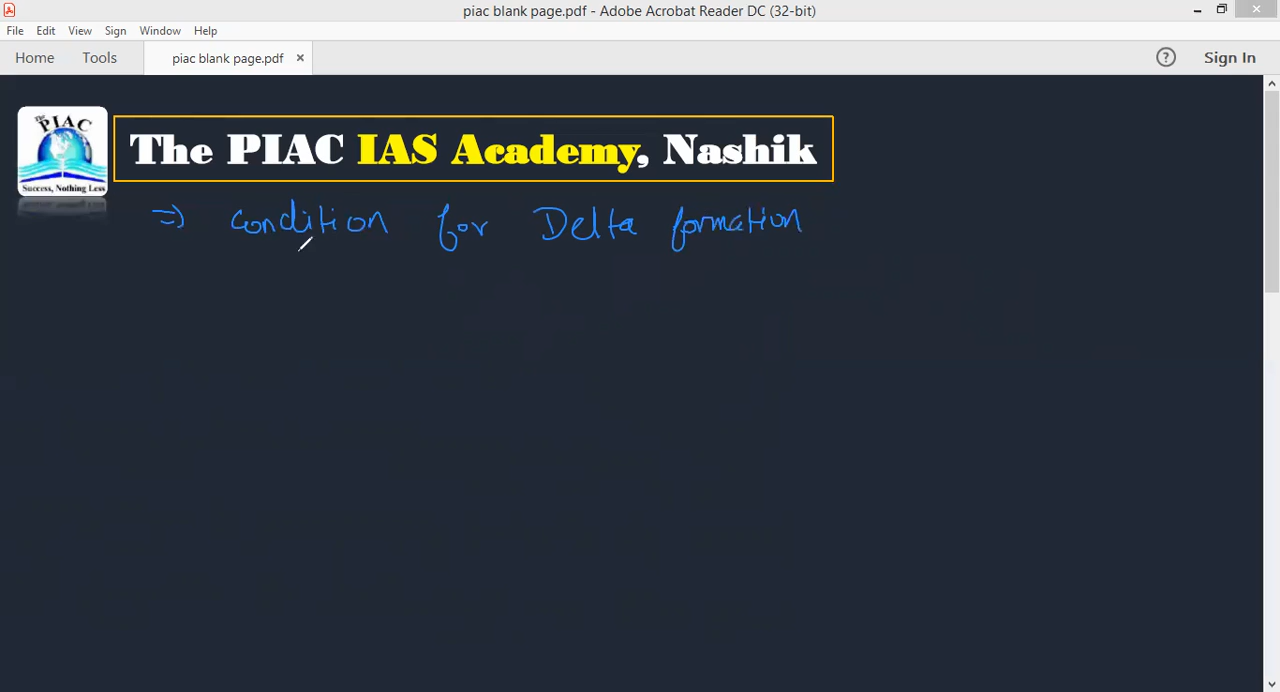 piac blank page.pdf - Adobe Acrobat Reader DC (32-bit)
File Edit View Sign Window Help
Home Tools piac blank page.pdf × ? Sign In
The PIAC
Success, Nothing Less
The PIAC IAS Academy, Nashik
⇒ Condition for Delta formation